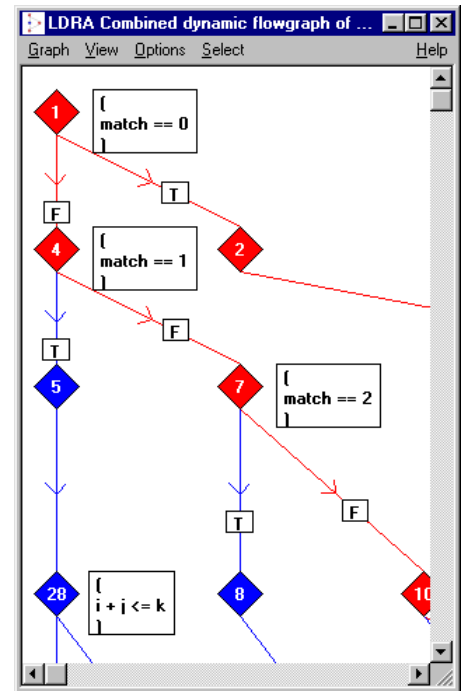 LDRA Combined dynamic flowgraph of ...
Graph View Options Select Help
1
(
match == 0
)
T
F
4
(
match == 1
)
2
F
T
5
7
(
match == 2
)
T
F
28
(
i + j <= k
)
8
10